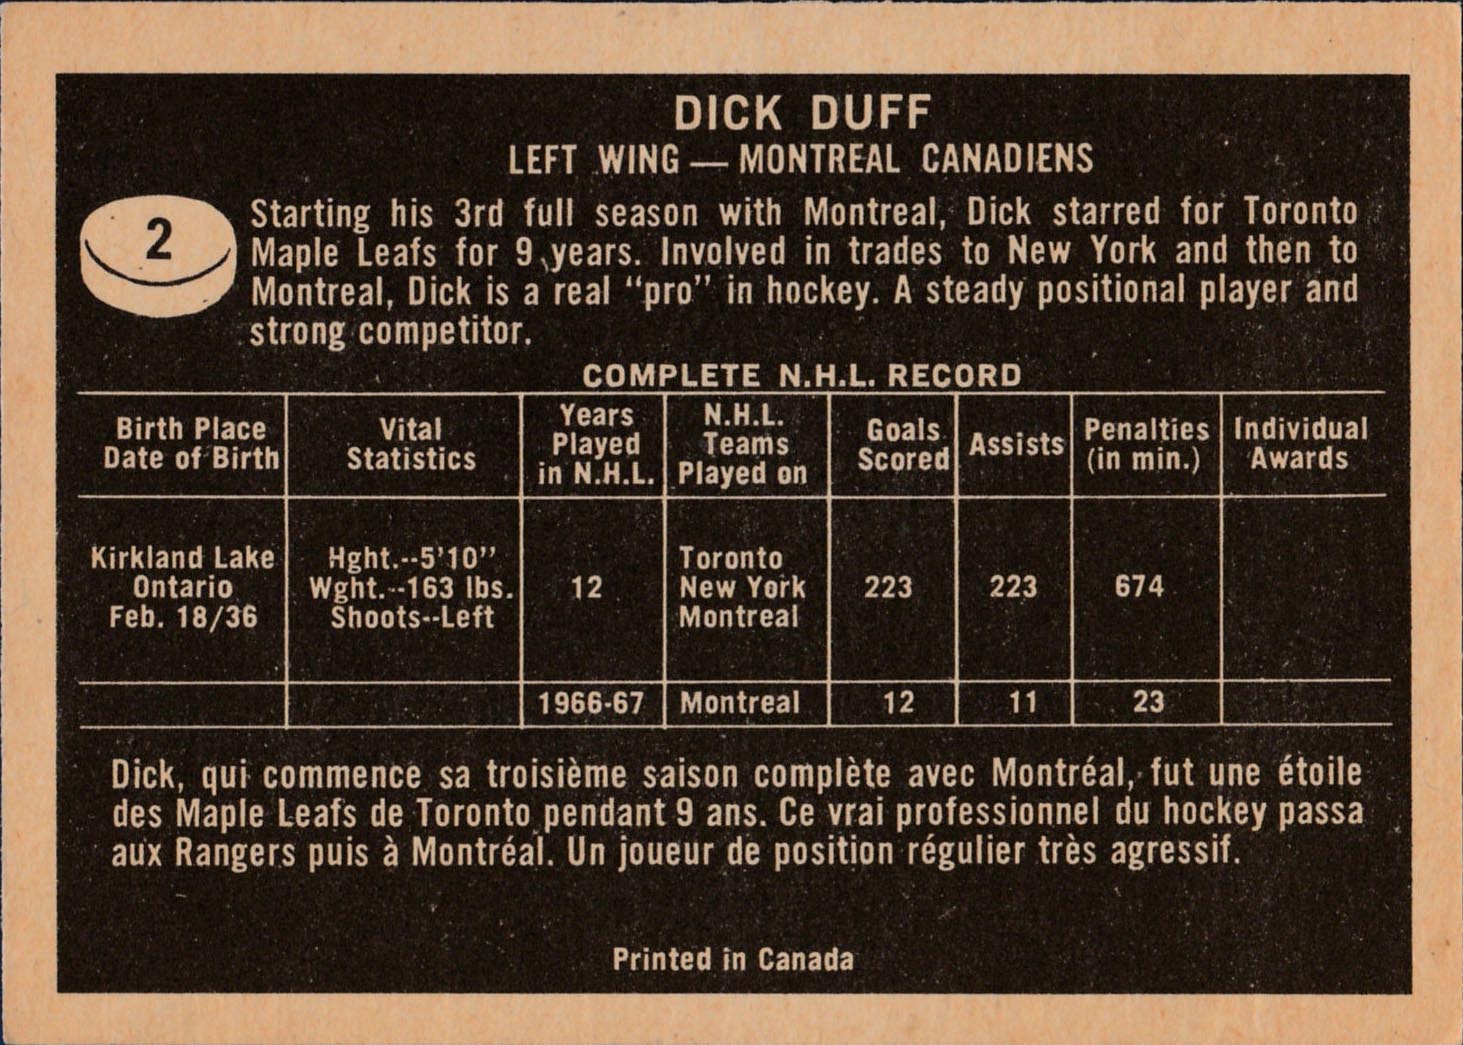 DICK DUFF
LEFT WING — MONTREAL CANADIENS
2
Starting his 3rd full season with Montreal, Dick starred for Toronto
Maple Leafs for 9 years. Involved in trades to New York and then to
Montreal, Dick is a real “pro” in hockey. A steady positional player and
strong competitor.
COMPLETE N.H.L. RECORD
Birth Place
Date of Birth
Vital
Statistics
Years
Played
in N.H.L.
N.H.L.
Teams
Played on
Goals
Scored
Assists
Penalties
(in min.)
Individual
Awards
Kirkland Lake
Ontario
Feb. 18/36
Hght.--5'10"
Wght.--163 lbs.
Shoots--Left
12
Toronto
New York
Montreal
223
223
674
1966-67
Montreal
12
11
23
Dick, qui commence sa troisième saison complète avec Montréal, fut une étoile
des Maple Leafs de Toronto pendant 9 ans. Ce vrai professionnel du hockey passa
aux Rangers puis à Montréal. Un joueur de position régulier très agressif.
Printed in Canada